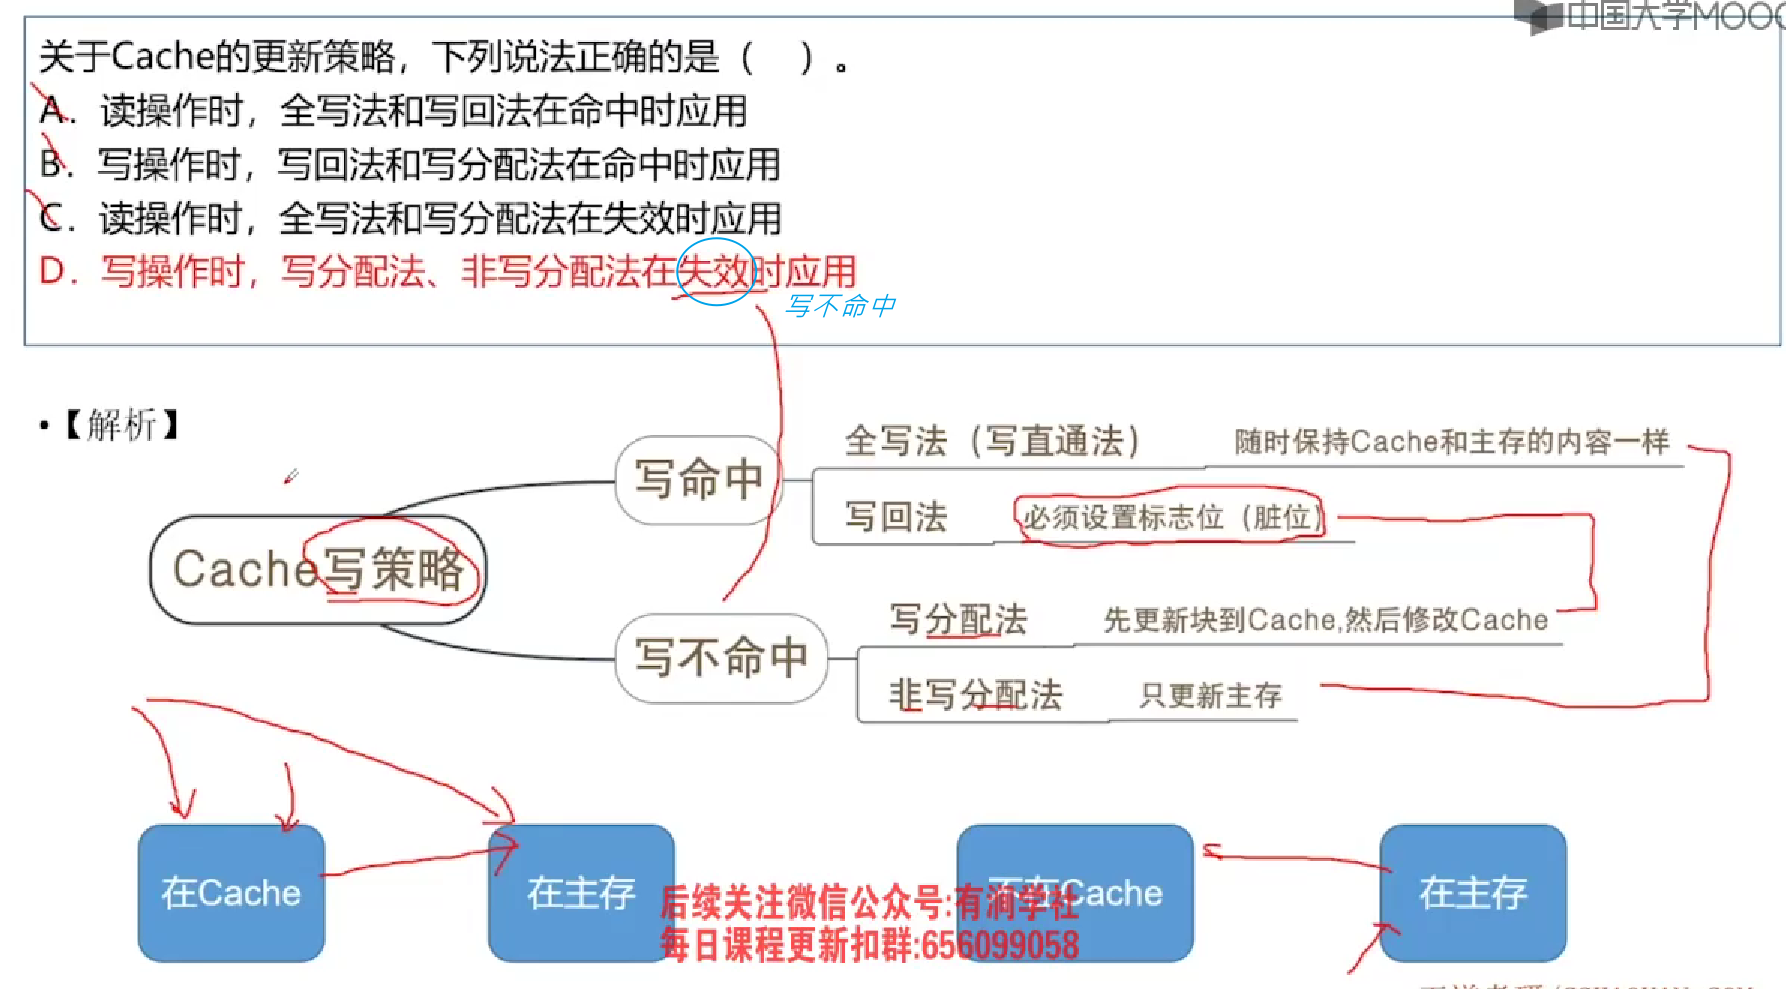 中国大学MOOC
关于Cache的更新策略，下列说法正确的是（　）。
A．读操作时，全写法和写回法在命中时应用
B．写操作时，写回法和写分配法在命中时应用
C．读操作时，全写法和写分配法在失效时应用
D．写操作时，写分配法、非写分配法在失效时应用
写不命中
•【解析】
全写法（写直通法） 随时保持Cache和主存的内容一样
写命中
写回法 必须设置标志位（脏位）
Cache写策略
写分配法 先更新块到Cache,然后修改Cache
写不命中
非写分配法 只更新主存
在Cache 在主存 不在Cache 在主存
后续关注微信公众号:有涧学社
每日课程更新扣群:656099058